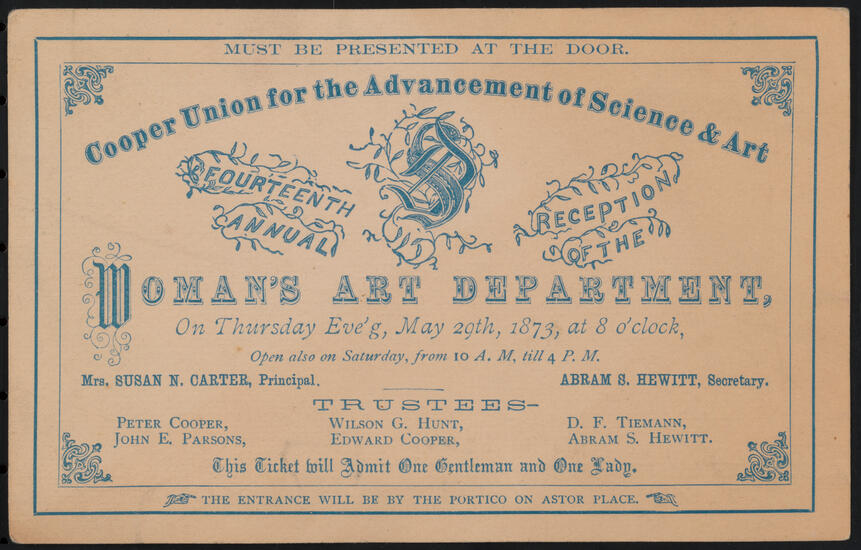 MUST BE PRESENTED AT THE DOOR.
Cooper Union for the Advancement of Science & Art
FOURTEENTH
ANNUAL
RECEPTION
OF THE
WOMAN'S ART DEPARTMENT,
On Thursday Eve'g, May 29th, 1873, at 8 o'clock,
Open also on Saturday, from 10 A. M, till 4 P. M.
Mrs, SUSAN N. CARTER, Principal. ABRAM S. HEWITT, Secretary.
TRUSTEES—
PETER COOPER, WILSON G. HUNT, D. F. TIEMANN,
JOHN E. PARSONS, EDWARD COOPER, ABRAM S. HEWITT.
This Ticket will Admit One Gentleman and One Lady.
THE ENTRANCE WILL BE BY THE PORTICO ON ASTOR PLACE.